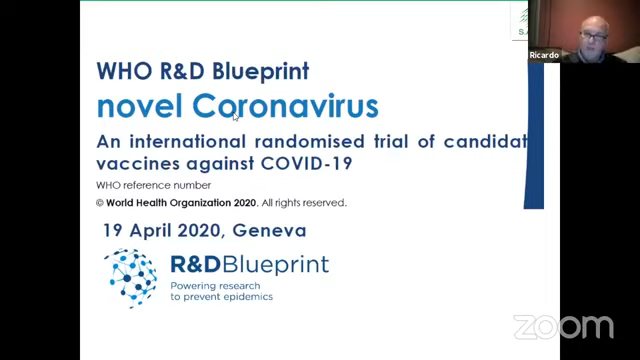 WHO R&D Blueprint
novel Coronavirus
An international randomised trial of candidat
vaccines against COVID-19
WHO reference number
© World Health Organization 2020. All rights reserved.
19 April 2020, Geneva
R&DBlueprint
Powering research
to prevent epidemics
Ricardo
zoom